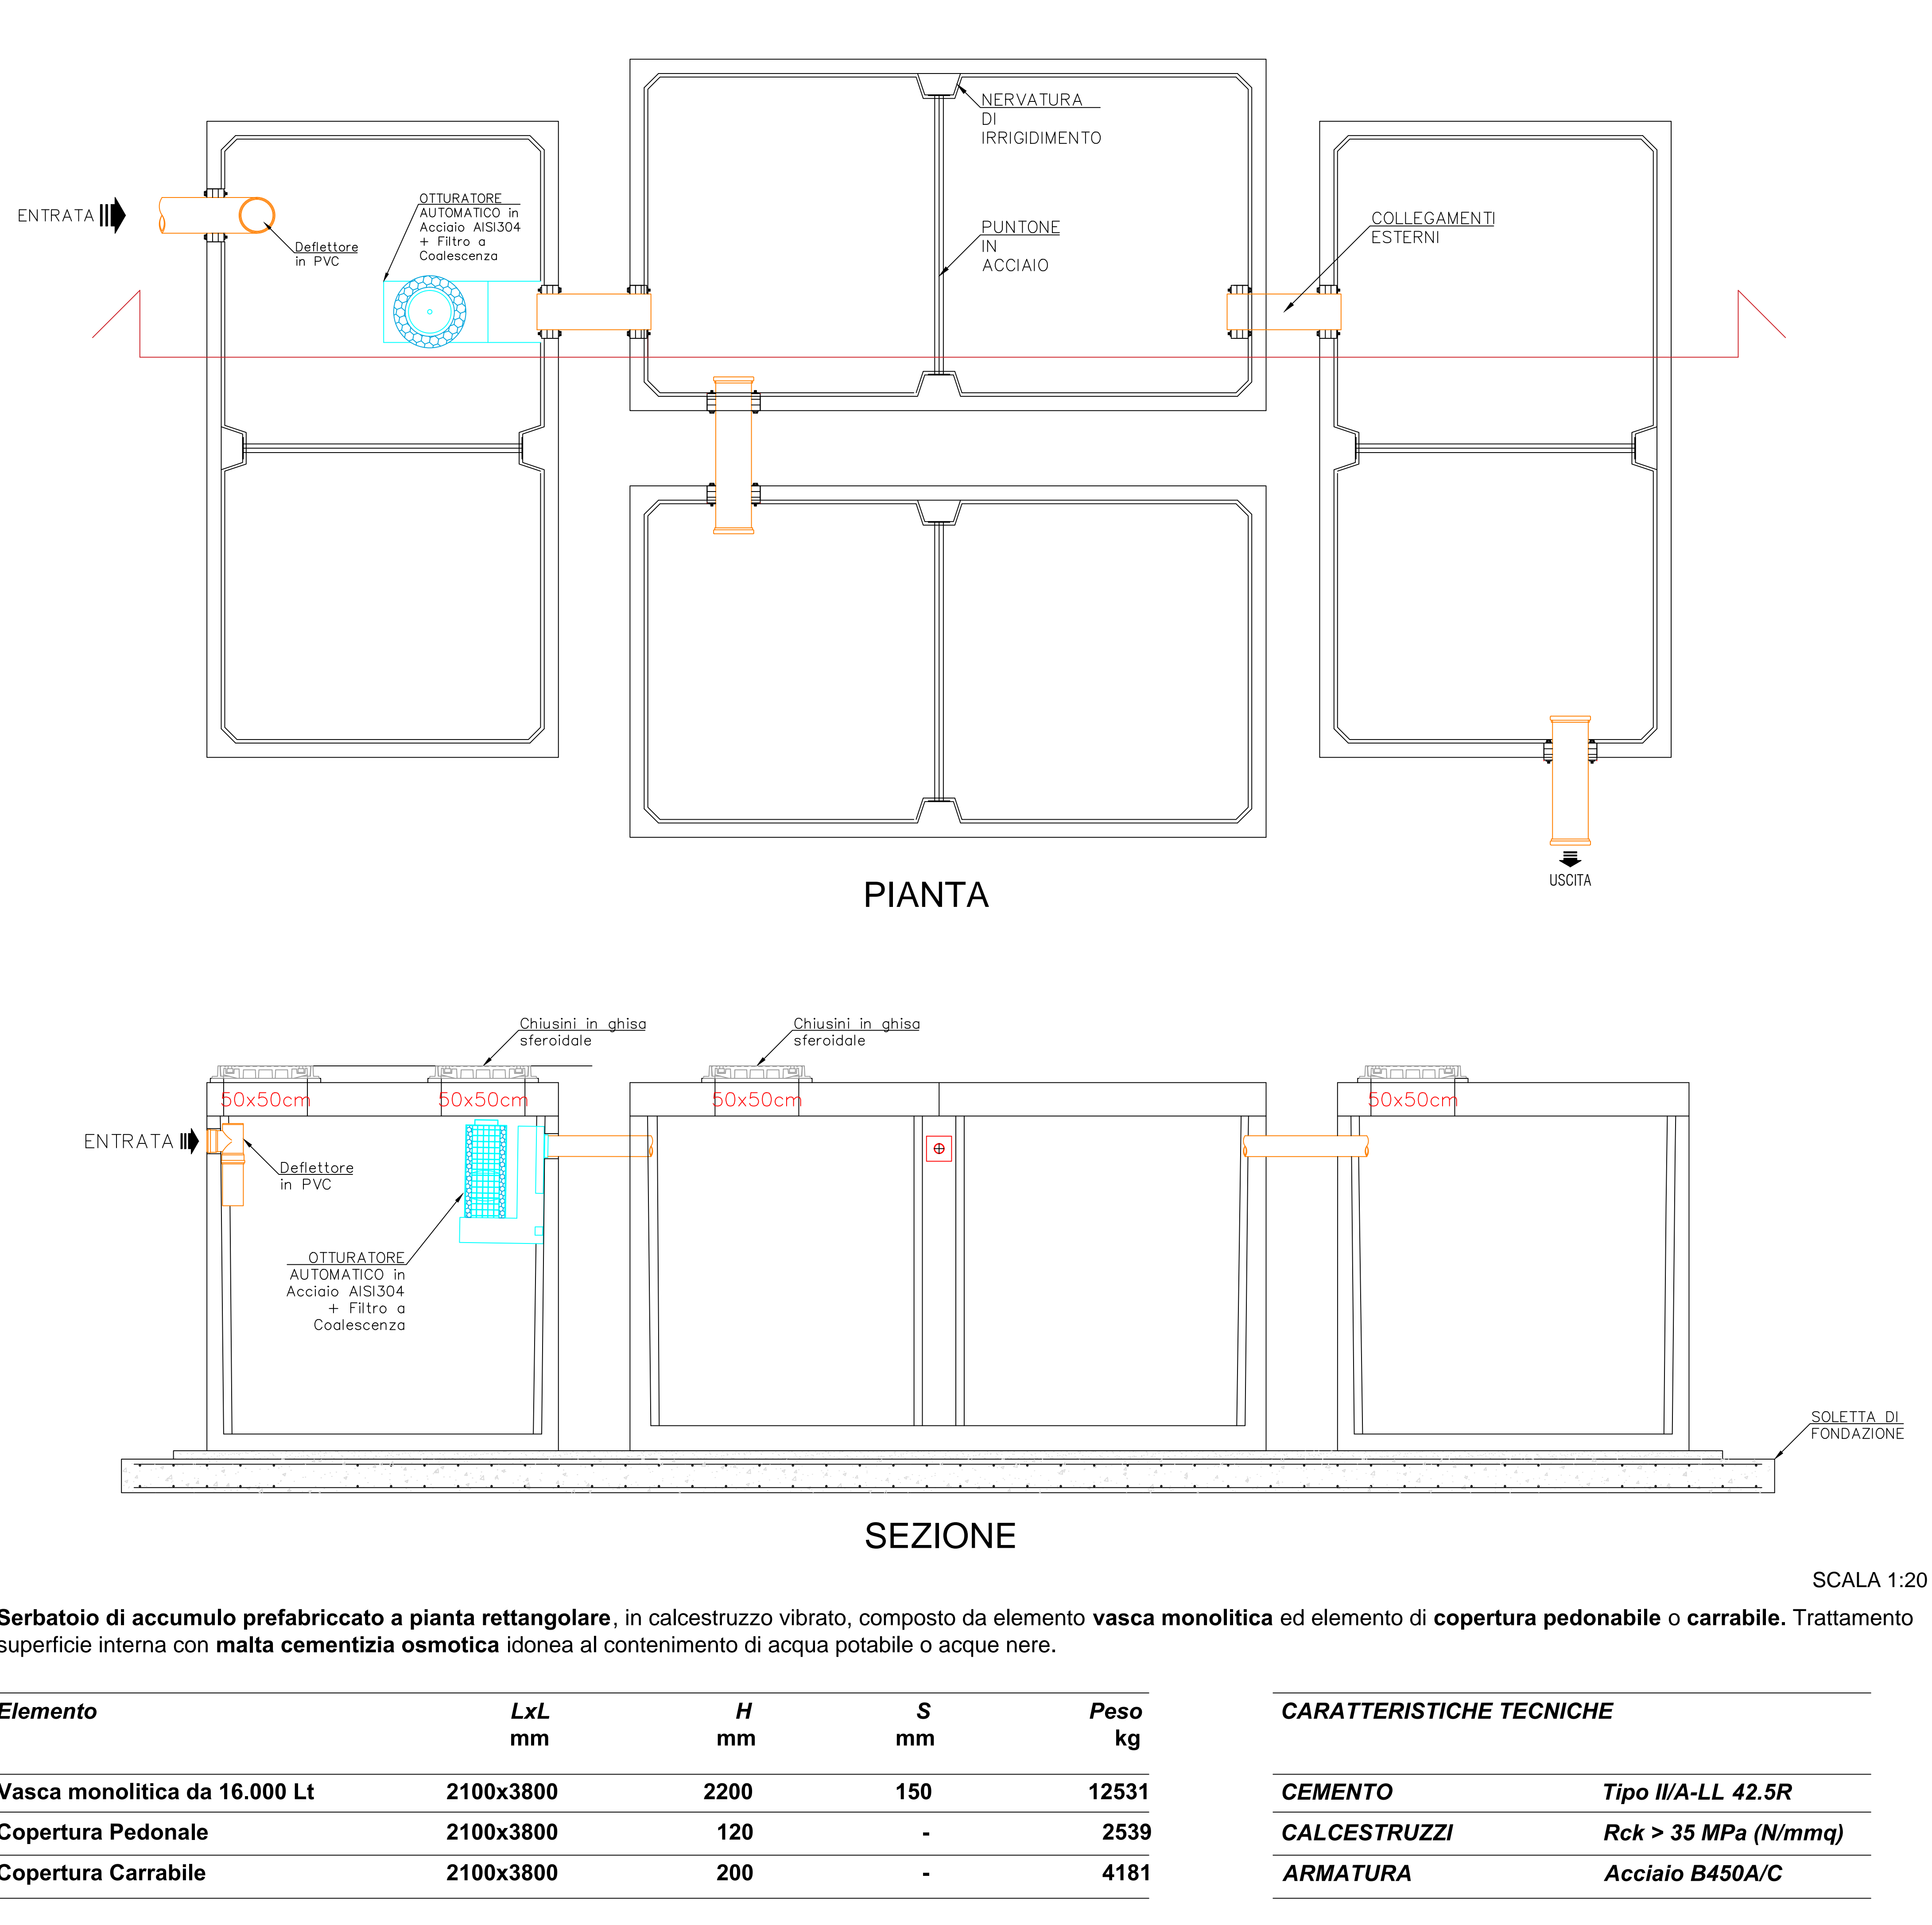 NERVATURA
DI
IRRIGIDIMENTO
ENTRATA
OTTURATORE
AUTOMATICO in
Acciaio AISI304
+ Filtro a
Coalescenza
Deflettore
in PVC
PUNTONE
IN
ACCIAIO
COLLEGAMENTI
ESTERNI
USCITA
PIANTA
Chiusini in ghisa
sferoidale
Chiusini in ghisa
sferoidale
50x50cm
50x50cm
50x50cm
50x50cm
ENTRATA
Deflettore
in PVC
OTTURATORE
AUTOMATICO in
Acciaio AISI304
+ Filtro a
Coalescenza
SOLETTA DI
FONDAZIONE
SEZIONE
SCALA 1:20
Serbatoio di accumulo prefabriccato a pianta rettangolare, in calcestruzzo vibrato, composto da elemento vasca monolitica ed elemento di copertura pedonabile o carrabile. Trattamento
superficie interna con malta cementizia osmotica idonea al contenimento di acqua potabile o acque nere.
Elemento LxL H S Peso
mm mm mm kg
Vasca monolitica da 16.000 Lt 2100x3800 2200 150 12531
Copertura Pedonale 2100x3800 120 - 2539
Copertura Carrabile 2100x3800 200 - 4181
CARATTERISTICHE TECNICHE
CEMENTO Tipo II/A-LL 42.5R
CALCESTRUZZI Rck > 35 MPa (N/mmq)
ARMATURA Acciaio B450A/C